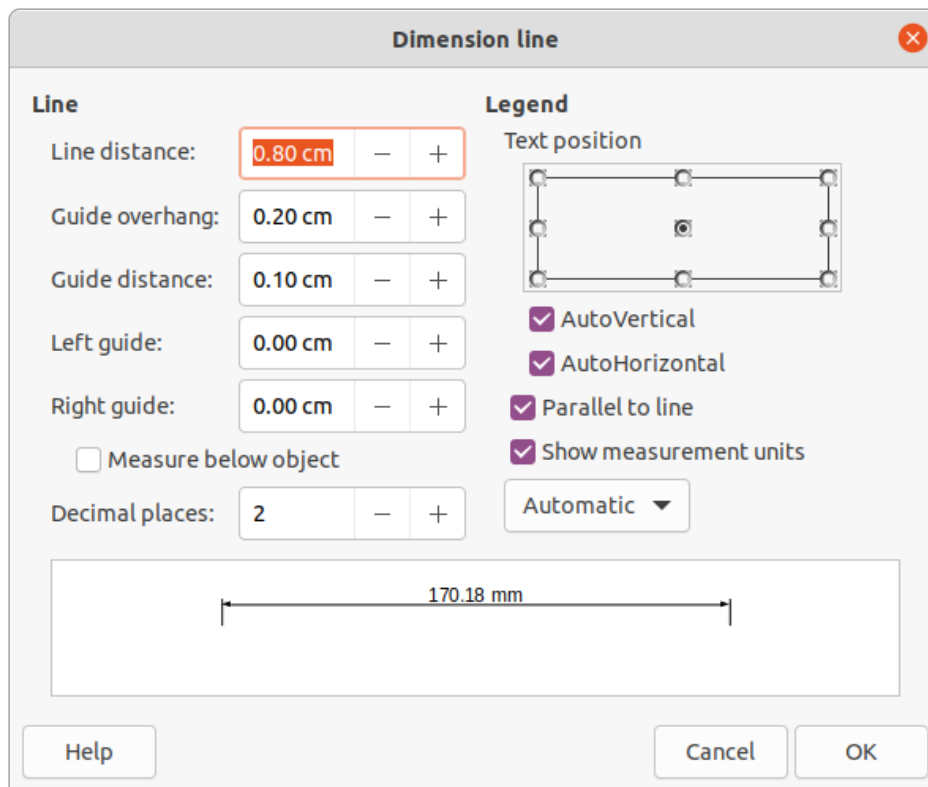 Dimension line
Line
Line distance: 0.80 cm
Guide overhang: 0.20 cm
Guide distance: 0.10 cm
Left guide: 0.00 cm
Right guide: 0.00 cm
Measure below object
Decimal places: 2
Legend
Text position
AutoVertical
AutoHorizontal
Parallel to line
Show measurement units
Automatic
170.18 mm
Help
Cancel
OK